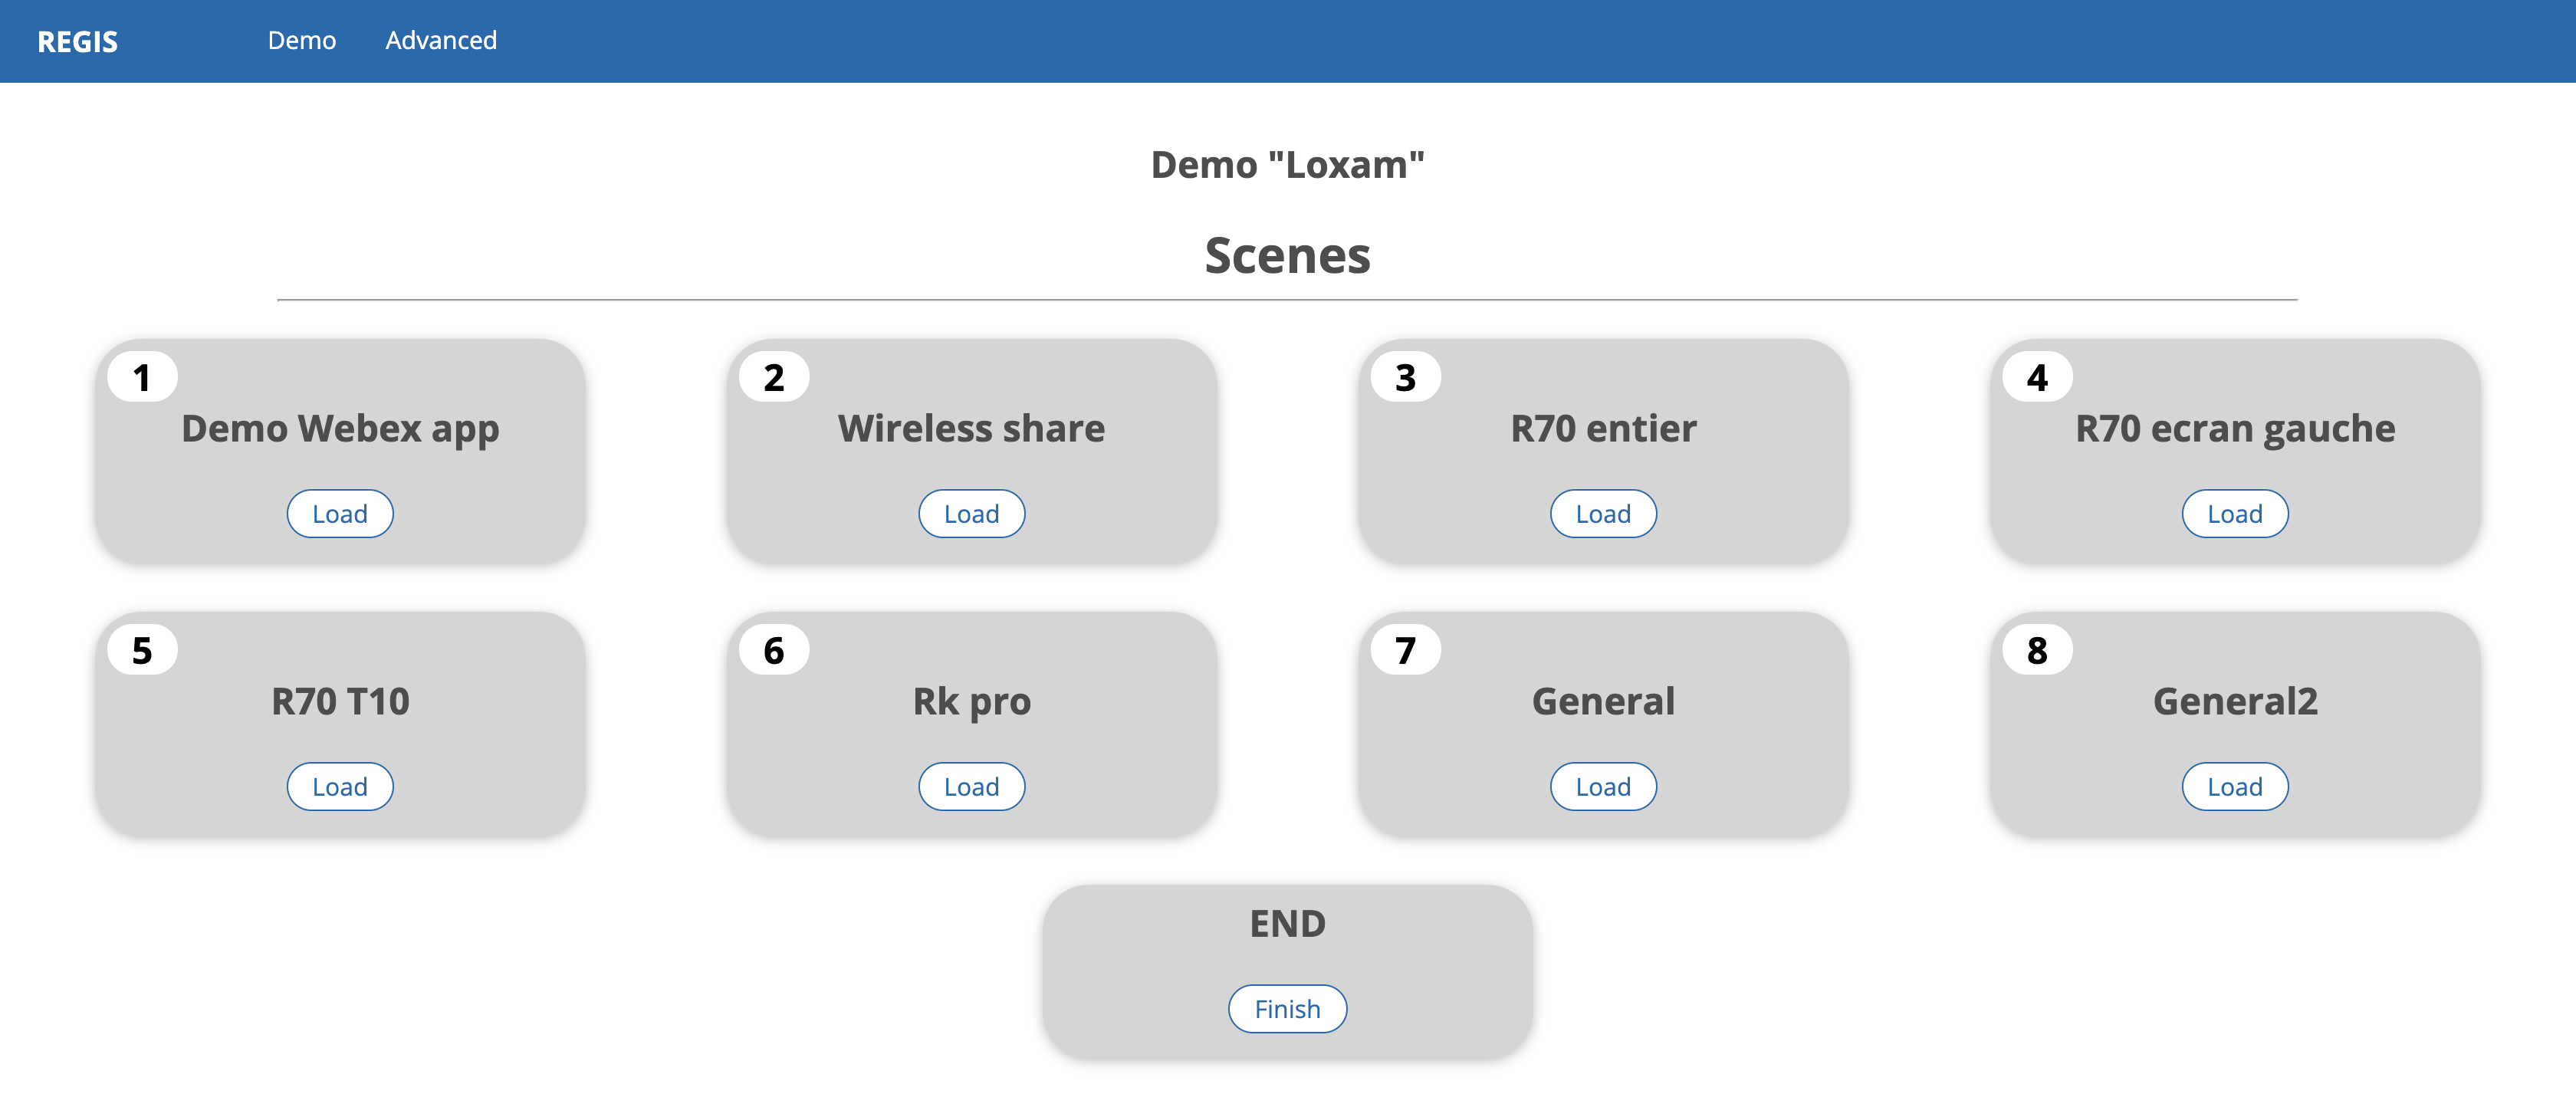 REGIS Demo Advanced
Demo "Loxam"
Scenes
1
Demo Webex app
Load
2
Wireless share
Load
3
R70 entier
Load
4
R70 ecran gauche
Load
5
R70 T10
Load
6
Rk pro
Load
7
General
Load
8
General2
Load
END
Finish